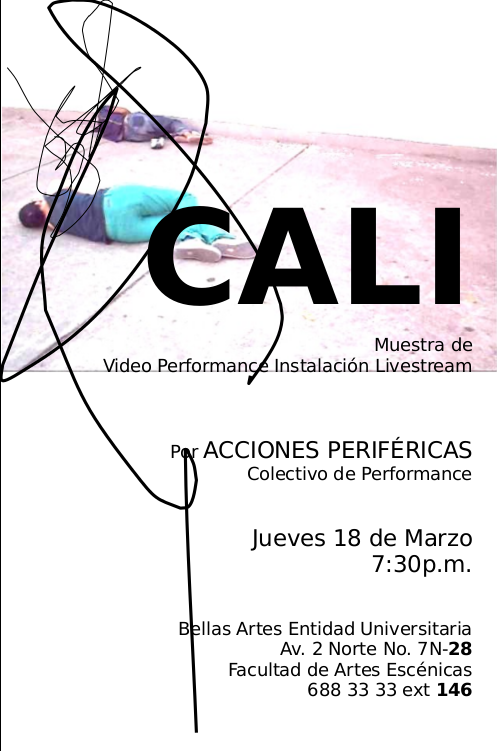 CALI
Muestra de
Video Performance Instalación Livestream
Por ACCIONES PERIFÉRICAS
Colectivo de Performance
Jueves 18 de Marzo
7:30p.m.
Bellas Artes Entidad Universitaria
Av. 2 Norte No. 7N-28
Facultad de Artes Escénicas
688 33 33 ext 146